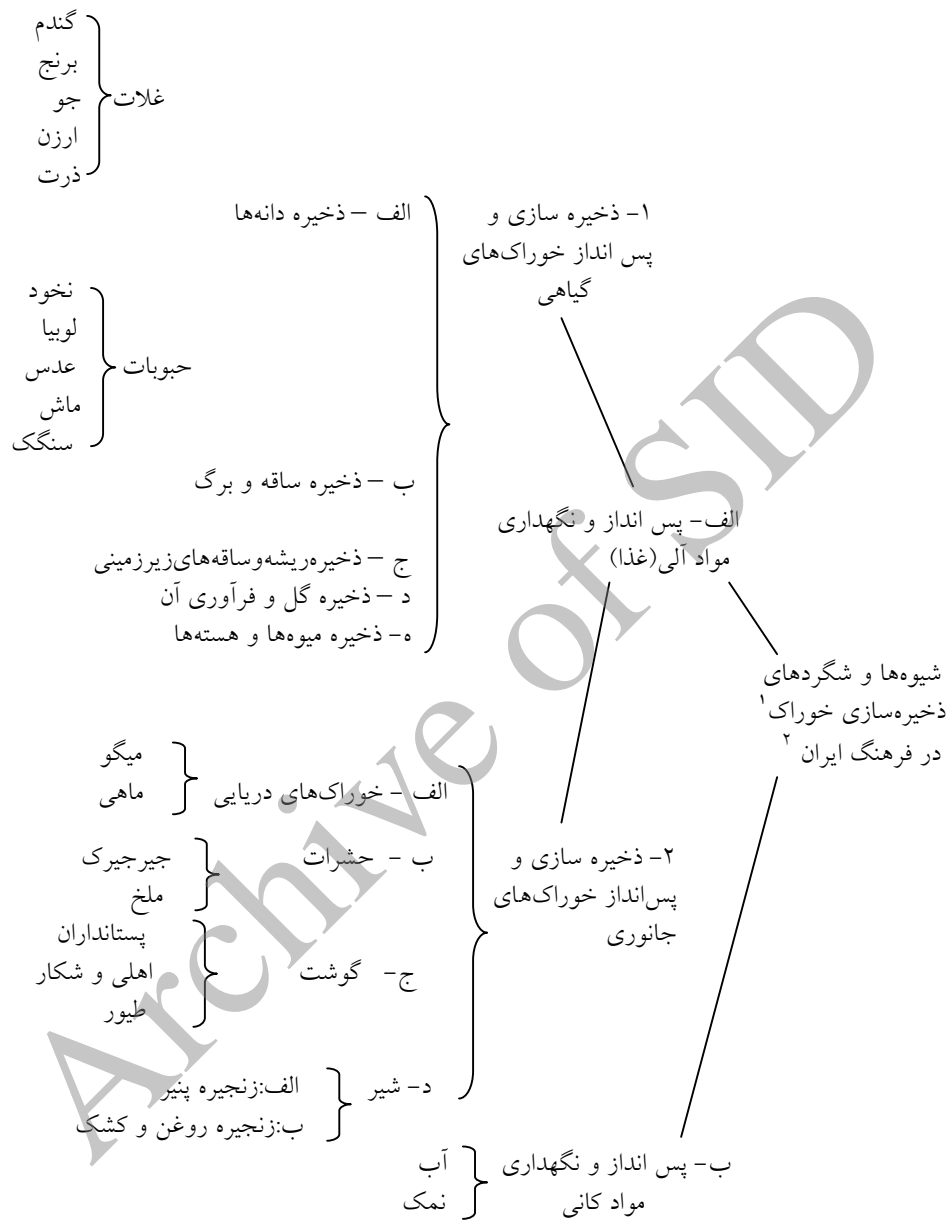 شیوه‌ها و شگردهای
ذخیره‌سازی خوراک۱
در فرهنگ ایران ۲
الف- پس انداز و نگهداری
مواد آلی(غذا)
۱- ذخیره سازی و
پس انداز خوراک‌های
گیاهی
الف – ذخیره دانه‌ها
غلات
گندم
برنج
جو
ارزن
ذرت
حبوبات
نخود
لوبیا
عدس
ماش
سنگک
ب – ذخیره ساقه و برگ
ج – ذخیره‌ریشه‌وساقه‌های‌زیرزمینی
د – ذخیره گل و فرآوری آن
ه- ذخیره میوه‌ها و هسته‌ها
۲- ذخیره سازی و
پس‌انداز خوراک‌های
جانوری
الف - خوراک‌های دریایی
میگو
ماهی
ب - حشرات
جیرجیرک
ملخ
ج- گوشت
پستانداران
اهلی و شکار
طیور
د- شیر
الف:زنجیره پنیر
ب:زنجیره روغن و کشک
ب- پس انداز و نگهداری
مواد کانی
آب
نمک
Archive of SID